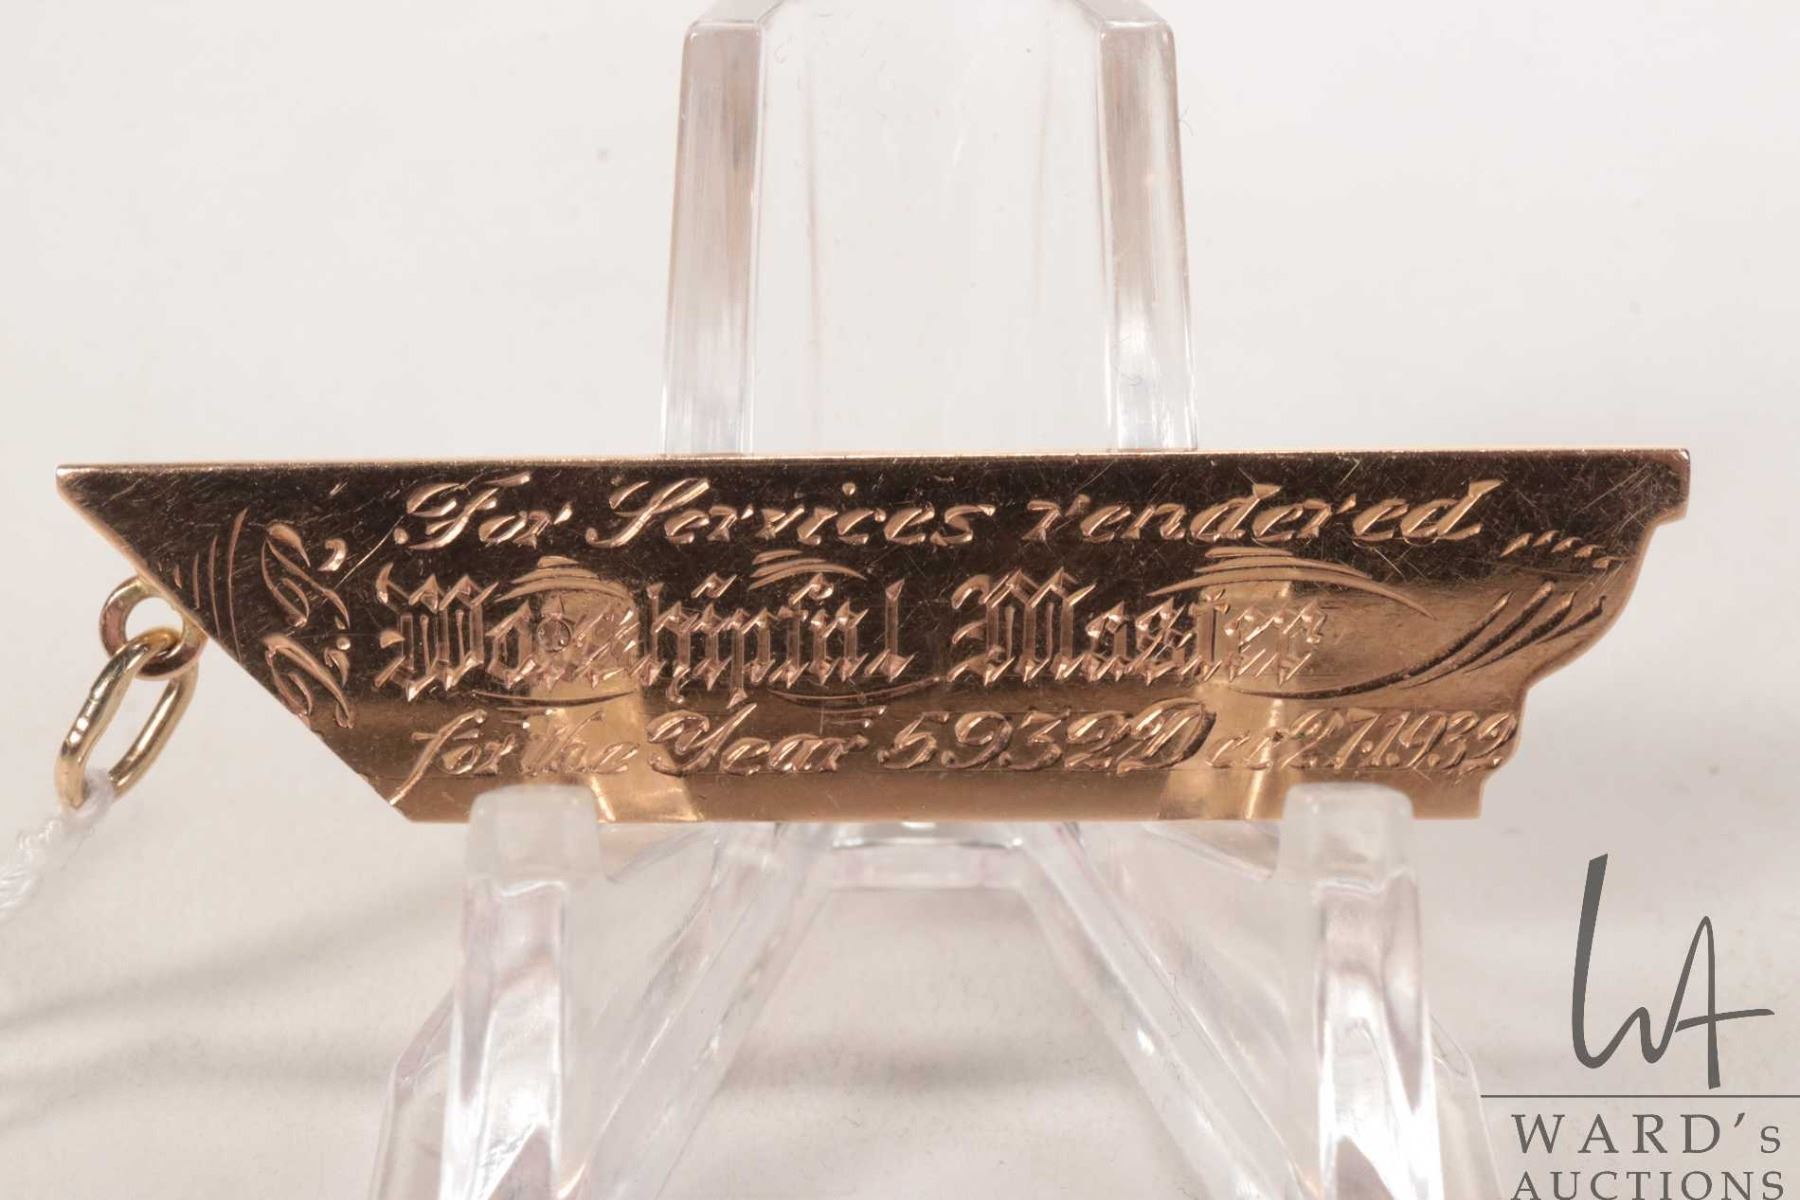 For Services rendered
Worshipful Master
for the Year 5932 Dec 27. 1932
WARD's
AUCTIONS